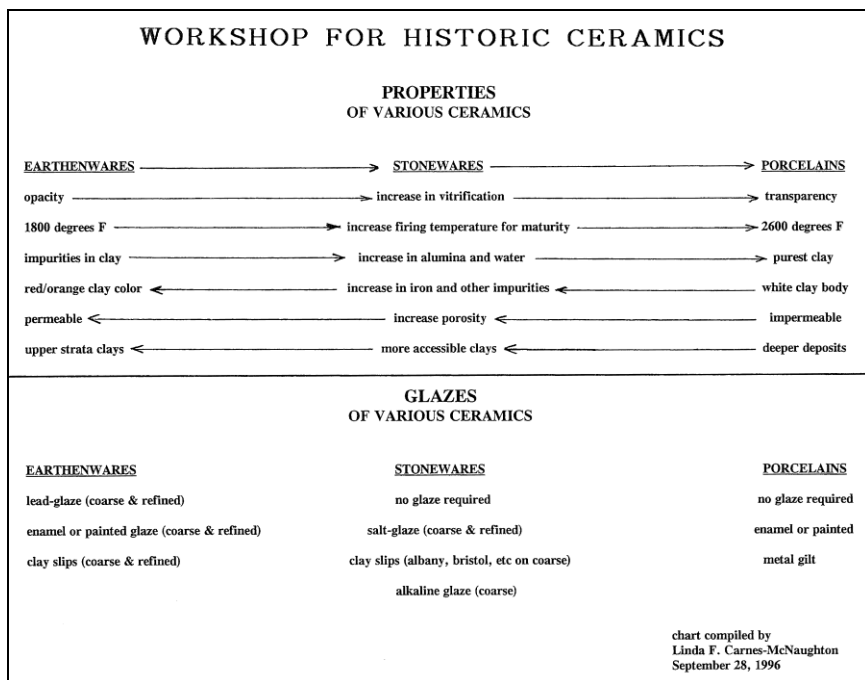 WORKSHOP FOR HISTORIC CERAMICS
PROPERTIES
OF VARIOUS CERAMICS
EARTHENWARES STONEWARES PORCELAINS
opacity increase in vitrification transparency
1800 degrees F increase firing temperature for maturity 2600 degrees F
impurities in clay increase in alumina and water purest clay
red/orange clay color increase in iron and other impurities white clay body
permeable increase porosity impermeable
upper strata clays more accessible clays deeper deposits
GLAZES
OF VARIOUS CERAMICS
EARTHENWARES STONEWARES PORCELAINS
lead-glaze (coarse & refined) no glaze required no glaze required
enamel or painted glaze (coarse & refined) salt-glaze (coarse & refined) enamel or painted
clay slips (coarse & refined) clay slips (albany, bristol, etc on coarse) metal gilt
alkaline glaze (coarse)
chart compiled by
Linda F. Carnes-McNaughton
September 28, 1996